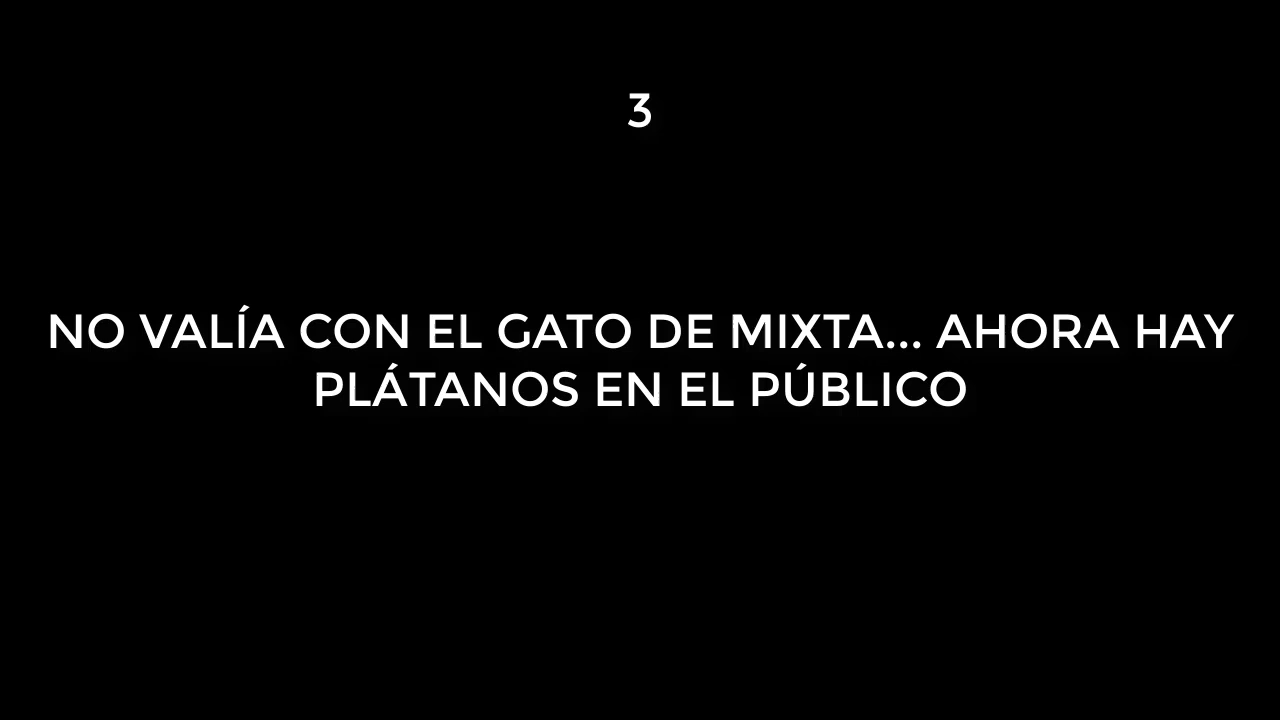 3
NO VALÍA CON EL GATO DE MIXTA... AHORA HAY
PLÁTANOS EN EL PÚBLICO